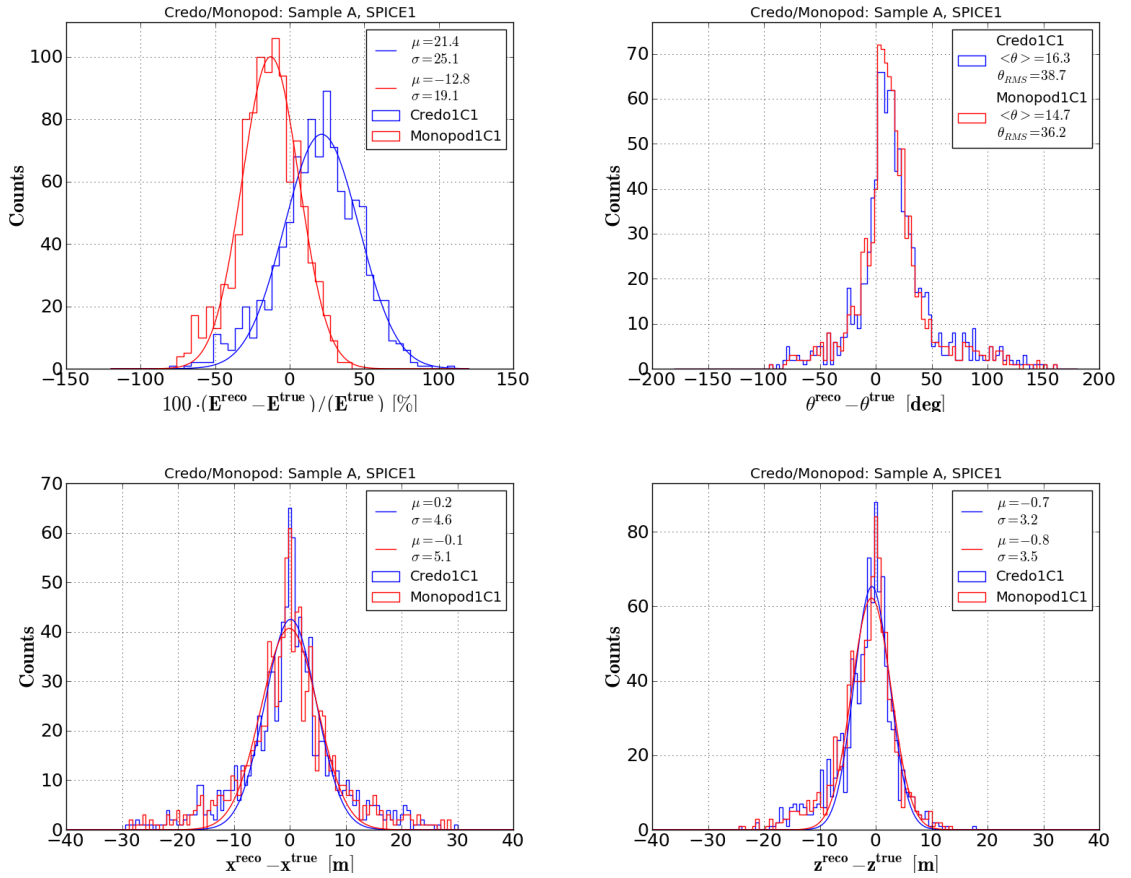 Credo/Monopod: Sample A, SPICE1
100
80
60
40
20
0
Counts
−150 −100 −50 0 50 100 150
100·(E^reco−E^true)/(E^true) [%]
μ=21.4
σ=25.1
μ=−12.8
σ=19.1
Credo1C1
Monopod1C1
Credo/Monopod: Sample A, SPICE1
70
60
50
40
30
20
10
0
Counts
−200 −150 −100 −50 0 50 100 150 200
θ^reco−θ^true [deg]
Credo1C1
<θ>=16.3
θ_RMS=38.7
Monopod1C1
<θ>=14.7
θ_RMS=36.2
Credo/Monopod: Sample A, SPICE1
70
60
50
40
30
20
10
0
Counts
−40 −30 −20 −10 0 10 20 30 40
x^reco−x^true [m]
μ=0.2
σ=4.6
μ=−0.1
σ=5.1
Credo1C1
Monopod1C1
Credo/Monopod: Sample A, SPICE1
80
60
40
20
0
Counts
−40 −30 −20 −10 0 10 20 30 40
z^reco−z^true [m]
μ=−0.7
σ=3.2
μ=−0.8
σ=3.5
Credo1C1
Monopod1C1